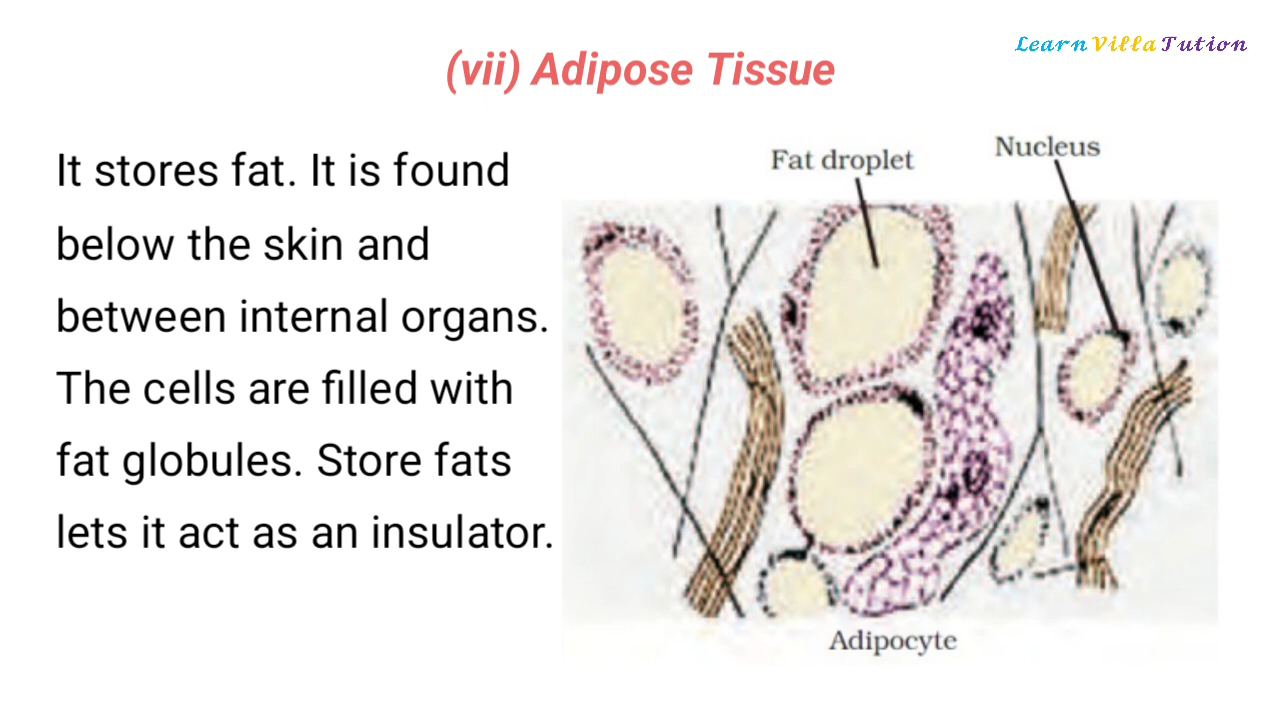 LearnVillaTution
(vii) Adipose Tissue
It stores fat. It is found
below the skin and
between internal organs.
The cells are filled with
fat globules. Store fats
lets it act as an insulator.
Fat droplet
Nucleus
Adipocyte